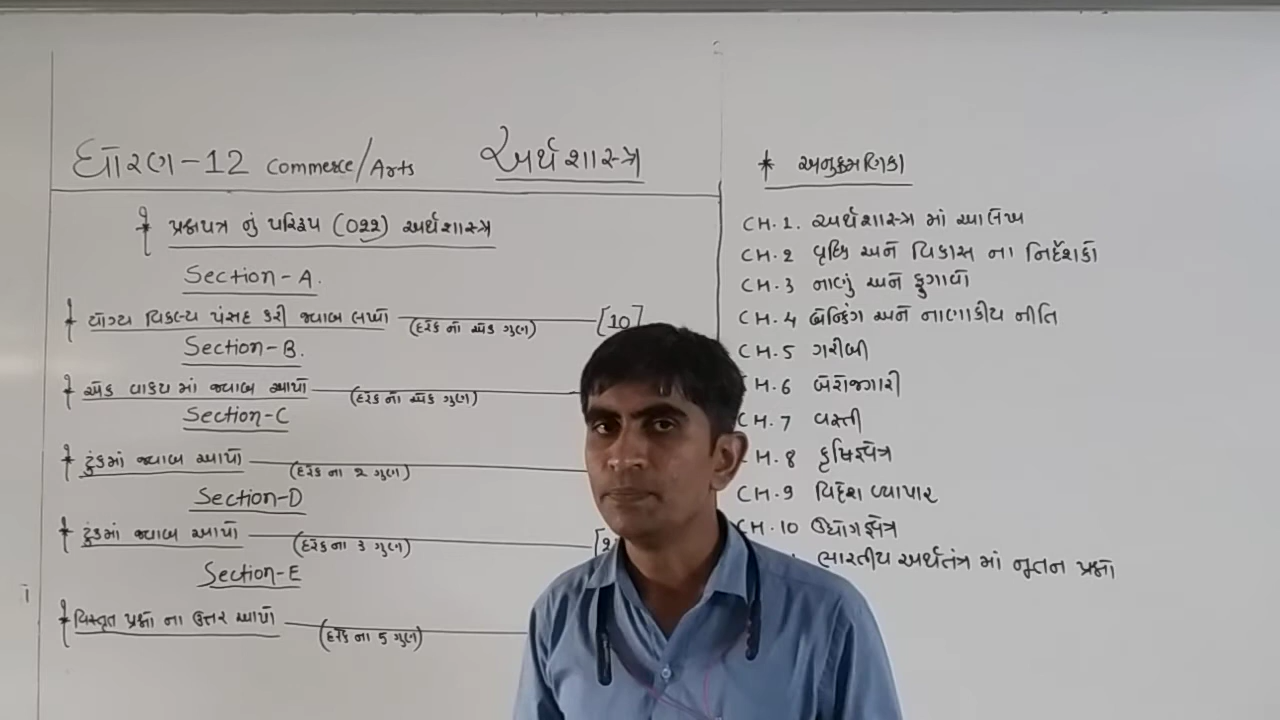 ધોરણ-12 Commerce/Arts અર્થશાસ્ત્ર
* પ્રશ્નપત્ર નું પરિરૂપ (022) અર્થશાસ્ત્ર
Section-A.
* યોગ્ય વિકલ્પ પસંદ કરી જવાબ લખો (દરેક નો એક ગુણ) [10]
Section-B.
* એક વાક્ય માં જવાબ આપો (દરેક નો એક ગુણ)
Section-C
* ટુંકમાં જવાબ આપો (દરેક ના ૨ ગુણ)
Section-D
* ટુંકમાં જવાબ આપો (દરેક ના ૩ ગુણ)
Section-E
* વિસ્તૃત પ્રશ્નો ના ઉત્તર આપો (દરેક ના ૫ ગુણ)
* અનુક્રમણિકા
CH.1. અર્થશાસ્ત્ર માં આલેખ
CH.2 વૃદ્ધિ અને વિકાસ ના નિર્દેશકો
CH.3 નાણું અને ફુગાવો
CH.4 બેન્કિંગ અને નાણાકીય નીતિ
CH.5 ગરીબી
H.6 બેરોજગારી
H.7 વસ્તી
H.8 કૃષિક્ષેત્ર
CH.9 વિદેશ વ્યાપાર
CH.10 ઉદ્યોગક્ષેત્ર
ભારતીય અર્થતંત્ર માં નૂતન પ્રશ્નો